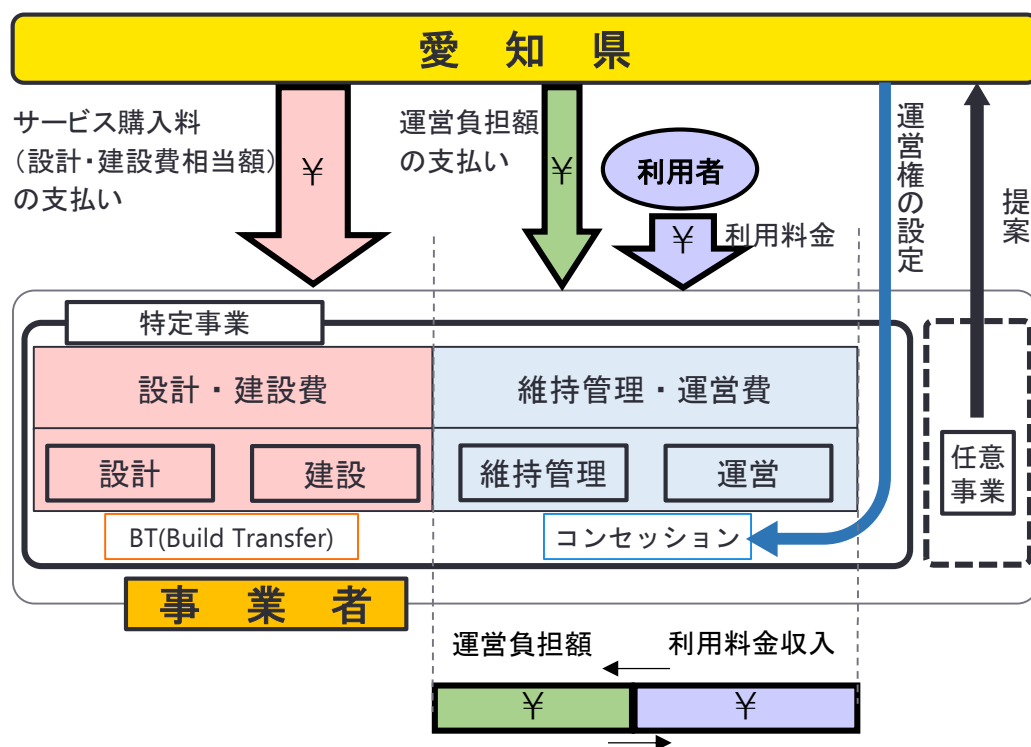 愛 知 県
サービス購入料
（設計・建設費相当額）
の支払い
¥
運営負担額
の支払い
¥
利用者
¥
利用料金
運営権の設定
提案
特定事業
設計・建設費
維持管理・運営費
設計
建設
維持管理
運営
任意
事業
BT(Build Transfer)
コンセッション
事 業 者
運営負担額
利用料金収入
¥
¥